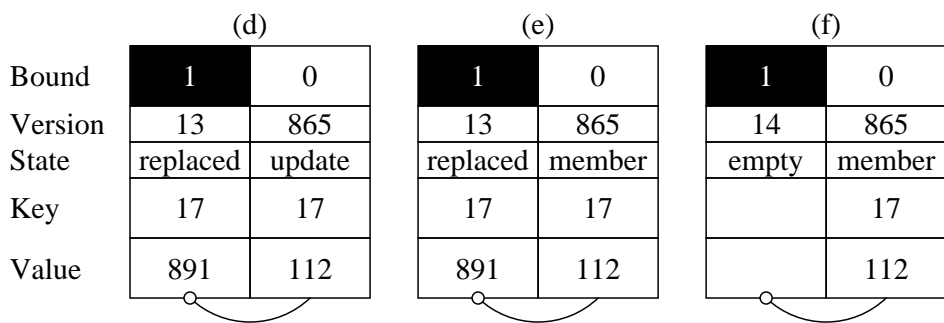 (d) (e) (f)
Bound 1 0 1 0 1 0
Version 13 865 13 865 14 865
State replaced update replaced member empty member
Key 17 17 17 17 17
Value 891 112 891 112 112